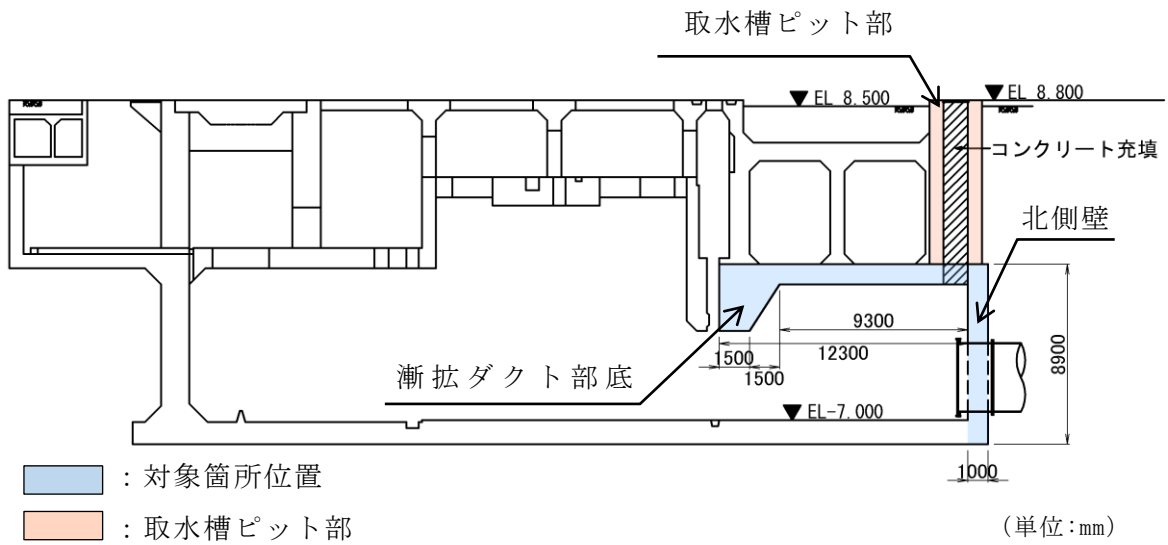 取水槽ピット部
▼ EL 8.500
▼ EL 8.800
コンクリート充填
北側壁
9300
12300
1500
1500
8900
漸拡ダクト部底
▼ EL-7.000
1000
：対象箇所位置
：取水槽ピット部
（単位：mm）